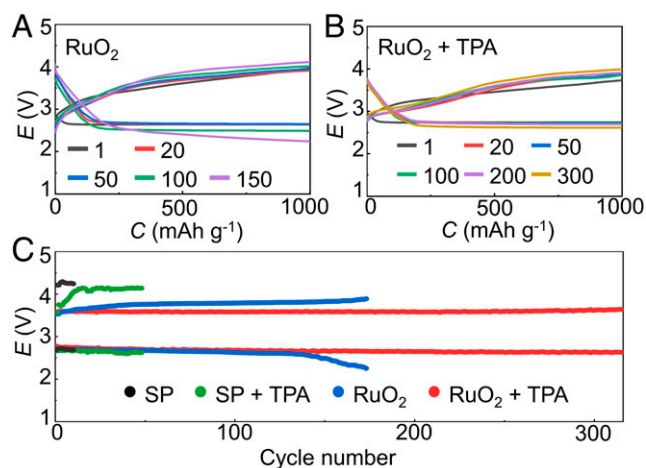 A
RuO₂
5
4
3
2
1
E (V)
1
20
50
100
150
0
500
1000
C (mAh g⁻¹)
B
RuO₂ + TPA
5
4
3
2
1
E (V)
1
20
50
100
200
300
0
500
1000
C (mAh g⁻¹)
C
5
4
3
2
1
E (V)
SP
SP + TPA
RuO₂
RuO₂ + TPA
0
100
200
300
Cycle number